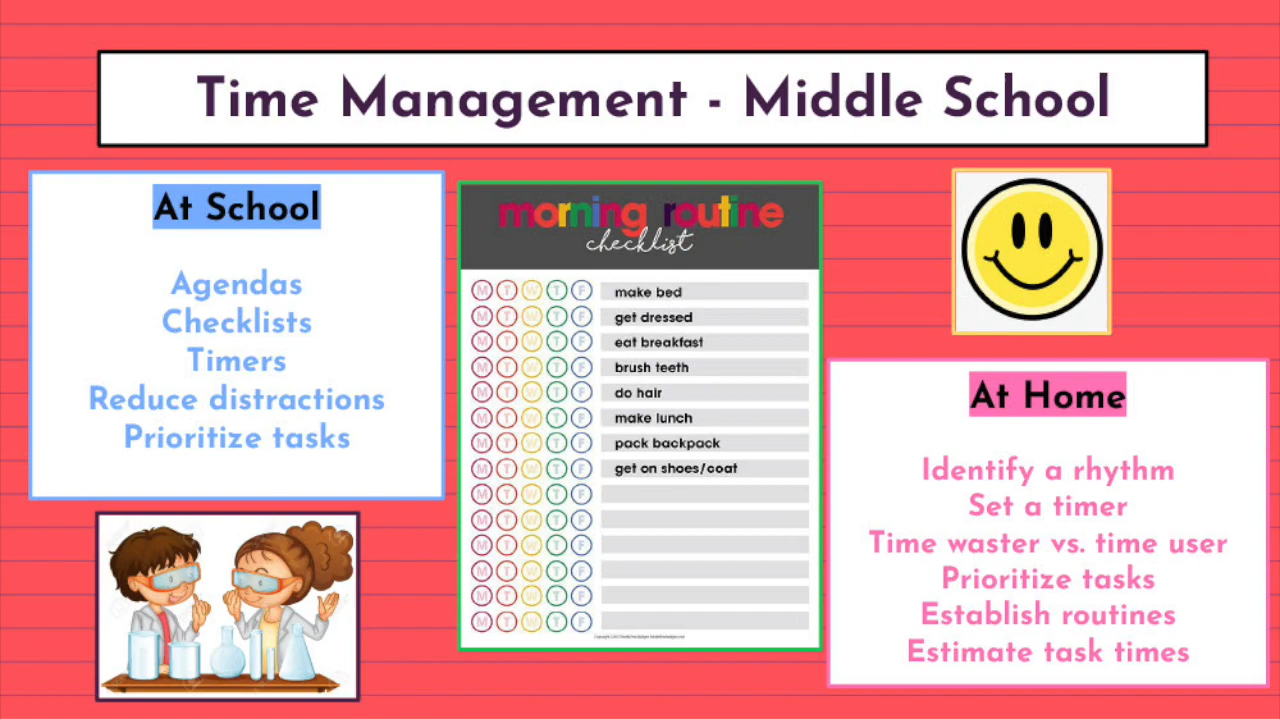 Time Management - Middle School
At School
Agendas
Checklists
Timers
Reduce distractions
Prioritize tasks
morning routine
checklist
M T W T F make bed
M T W T F get dressed
M T W T F eat breakfast
M T W T F brush teeth
M T W T F do hair
M T W T F make lunch
M T W T F pack backpack
M T W T F get on shoes/coat
M T W T F
M T W T F
M T W T F
M T W T F
M T W T F
M T W T F
At Home
Identify a rhythm
Set a timer
Time waster vs. time user
Prioritize tasks
Establish routines
Estimate task times